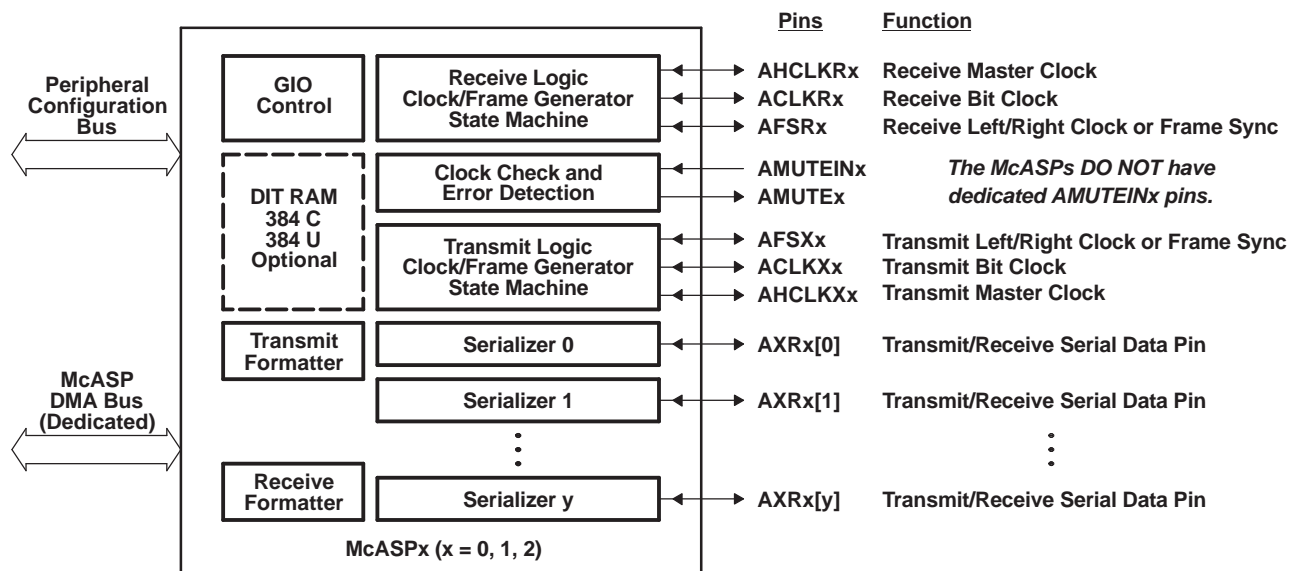 Pins Function
Peripheral
Configuration
Bus
GIO
Control
Receive Logic
Clock/Frame Generator
State Machine
AHCLKRx Receive Master Clock
ACLKRx Receive Bit Clock
AFSRx Receive Left/Right Clock or Frame Sync
DIT RAM
384 C
384 U
Optional
Clock Check and
Error Detection
AMUTEINx
AMUTEx
The McASPs DO NOT have
dedicated AMUTEINx pins.
Transmit Logic
Clock/Frame Generator
State Machine
AFSXx Transmit Left/Right Clock or Frame Sync
ACLKXx Transmit Bit Clock
AHCLKXx Transmit Master Clock
Transmit
Formatter
Serializer 0
AXRx[0] Transmit/Receive Serial Data Pin
McASP
DMA Bus
(Dedicated)
Serializer 1
AXRx[1] Transmit/Receive Serial Data Pin
Receive
Formatter
Serializer y
AXRx[y] Transmit/Receive Serial Data Pin
McASPx (x = 0, 1, 2)